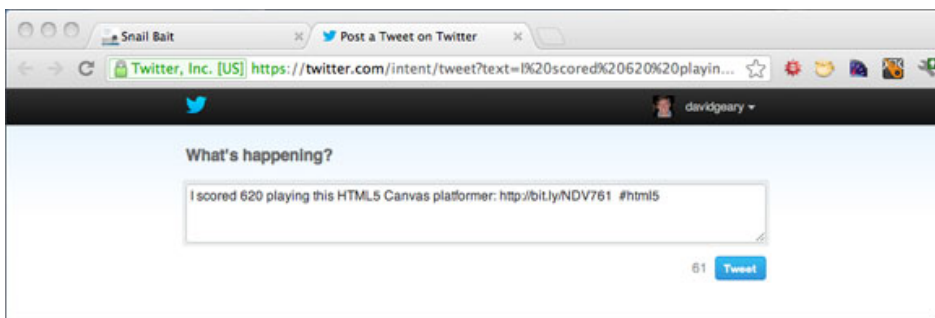 Snail Bait
Post a Tweet on Twitter
Twitter, Inc. [US] https://twitter.com/intent/tweet?text=I%20scored%20620%20playin...
davidgeary
What's happening?
I scored 620 playing this HTML5 Canvas platformer: http://bit.ly/NDV761 #html5
61 Tweet